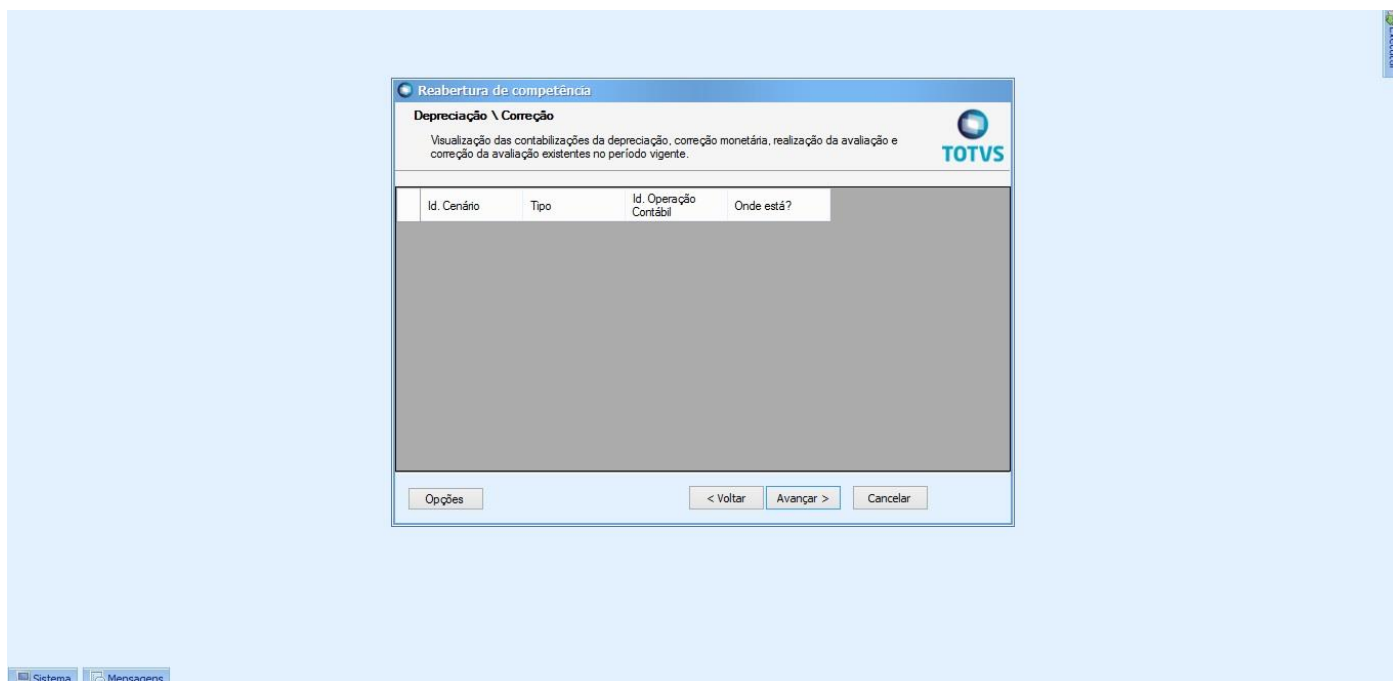 Reabertura de competência
Depreciação \ Correção
Visualização das contabilizações da depreciação, correção monetária, realização da avaliação e
correção da avaliação existentes no período vigente.
TOTVS
Id. Cenário Tipo Id. Operação Contábil Onde está?
Opções < Voltar Avançar > Cancelar
Sistema Mensagens